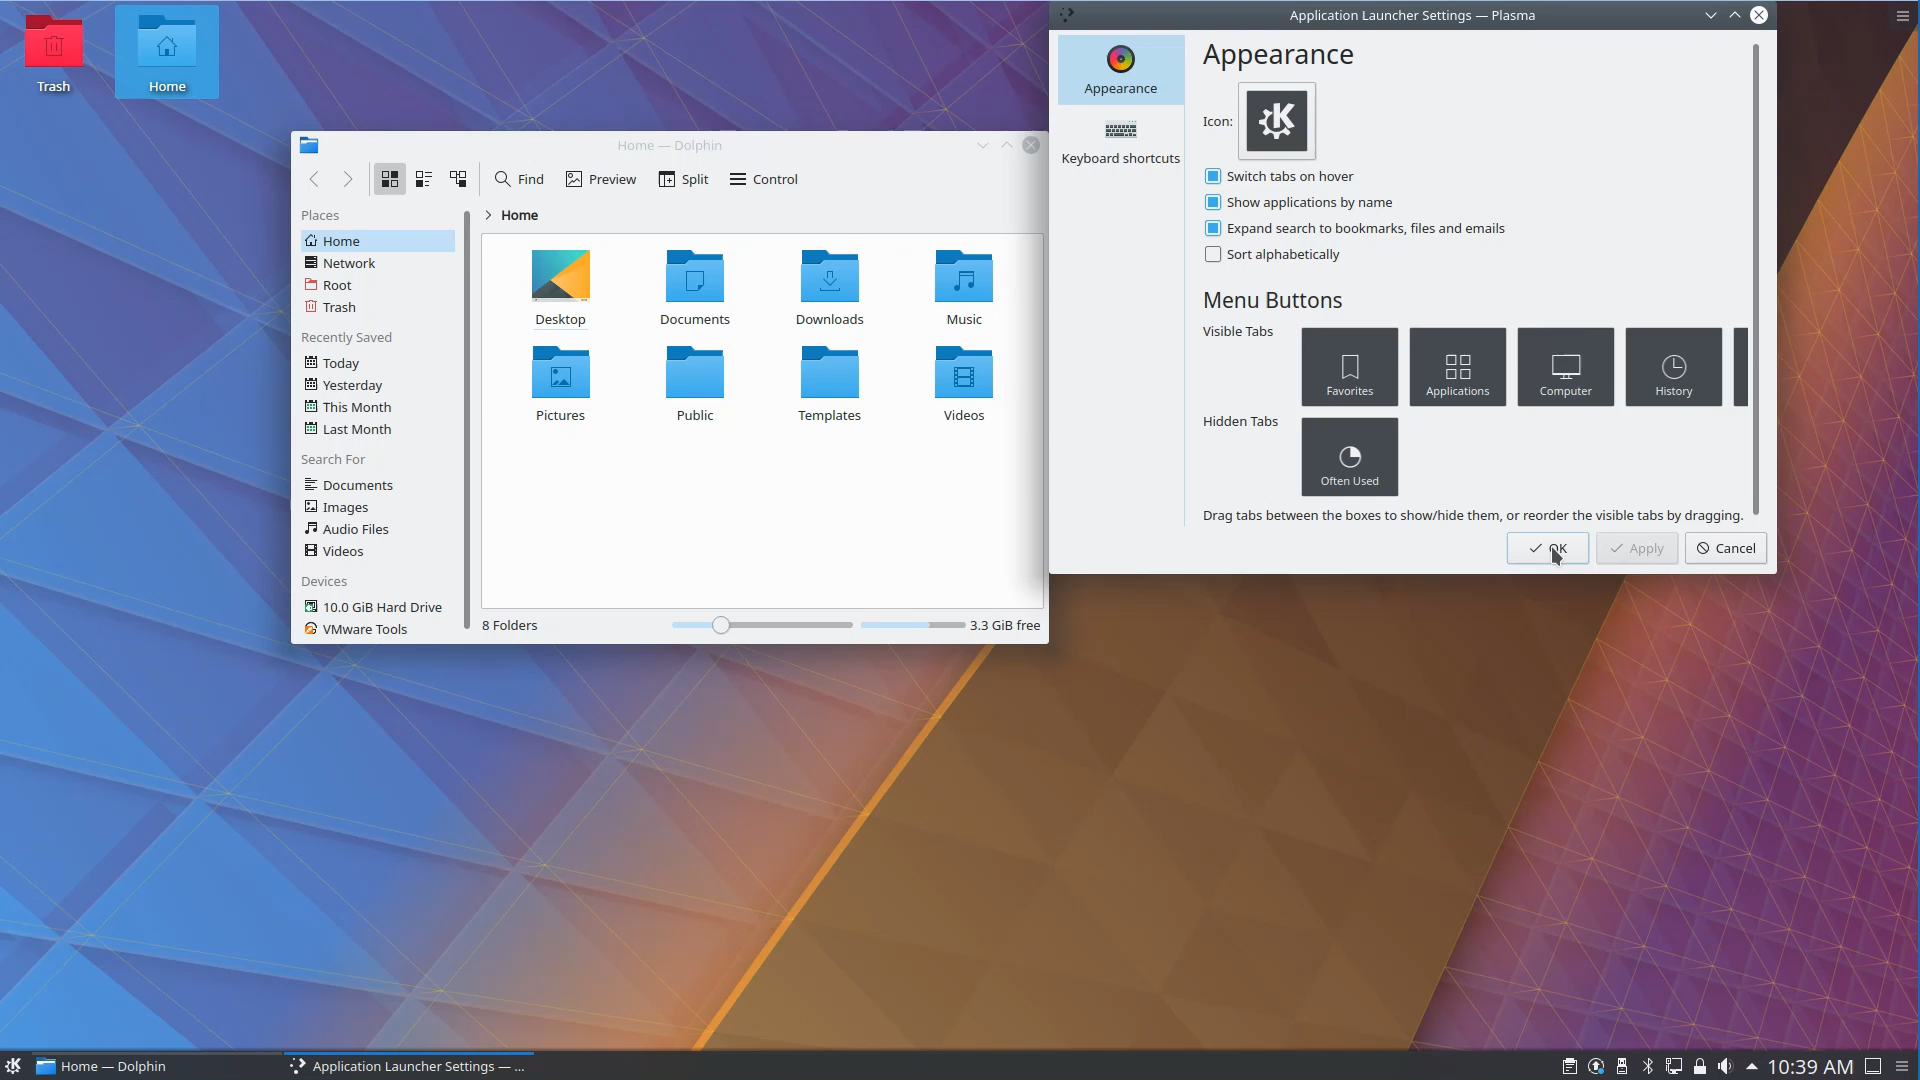 Trash
Home
Home — Dolphin
Find
Preview
Split
Control
Places
Home
Network
Root
Trash
Recently Saved
Today
Yesterday
This Month
Last Month
Search For
Documents
Images
Audio Files
Videos
Devices
10.0 GiB Hard Drive
VMware Tools
Home
Desktop
Documents
Downloads
Music
Pictures
Public
Templates
Videos
8 Folders
3.3 GiB free
Application Launcher Settings — Plasma
Appearance
Keyboard shortcuts
Appearance
Icon:
Switch tabs on hover
Show applications by name
Expand search to bookmarks, files and emails
Sort alphabetically
Menu Buttons
Visible Tabs
Favorites
Applications
Computer
History
Hidden Tabs
Often Used
Drag tabs between the boxes to show/hide them, or reorder the visible tabs by dragging.
OK
Apply
Cancel
Home — Dolphin
Application Launcher Settings — ...
10:39 AM